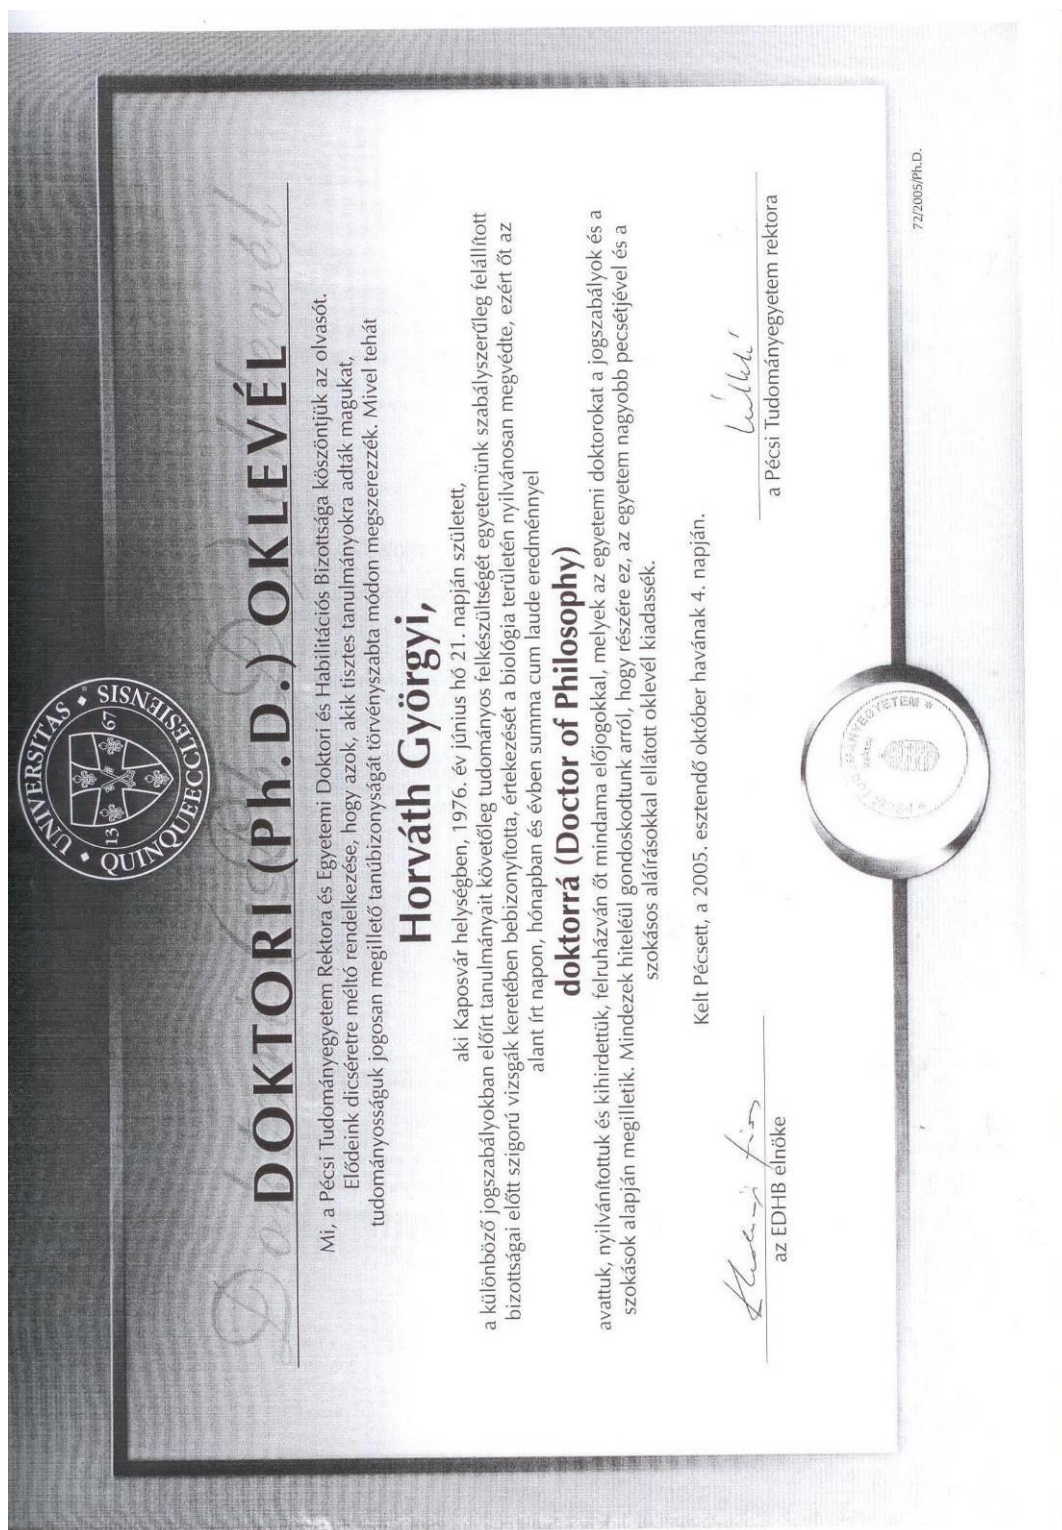 UNIVERSITAS QUINQUEECCLESIENSIS
13 67
DOKTORI (Ph.D.) OKLEVÉL
Mi, a Pécsi Tudományegyetem Rektora és Egyetemi Doktori és Habilitációs Bizottsága köszöntjük az olvasót.
Elődeink dicséretre méltó rendelkezése, hogy azok, akik tisztes tanulmányokra adták magukat,
tudományosságuk jogosan megillető tanúbizonyságát törvényszabta módon megszerezzék. Mivel tehát
Horváth Györgyi,
aki Kaposvár helységben, 1976. év június hó 21. napján született,
a különböző jogszabályokban előírt tanulmányait követőleg tudományos felkészültségét egyetemünk szabályszerűleg felállított
bizottságai előtt szigorú vizsgák keretében bebizonyította, értekezését a biológia területén nyilvánosan megvédte, ezért őt az
alant írt napon, hónapban és évben summa cum laude eredménnyel
doktorrá (Doctor of Philosophy)
avattuk, nyilvánítottuk és kihirdettük, felruházván őt mindama előjogokkal, melyek az egyetemi doktorokat a jogszabályok és a
szokások alapján megilletik. Mindezek hiteléül gondoskodtunk arról, hogy részére ez, az egyetem nagyobb pecsétjével és a
szokásos aláírásokkal ellátott oklevél kiadassék.
Kelt Pécsett, a 2005. esztendő október havának 4. napján.
az EDHB elnöke
a Pécsi Tudományegyetem rektora
72/2005/Ph.D.